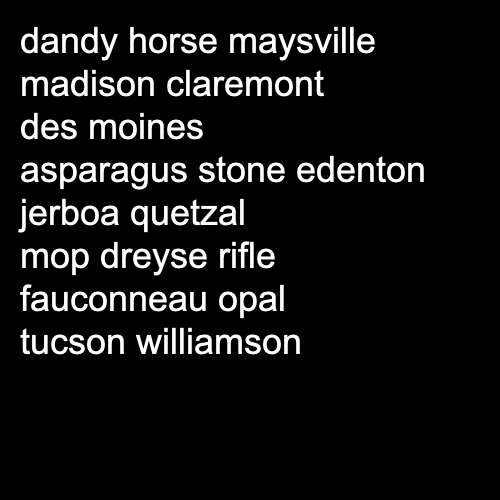 dandy horse maysville
madison claremont
des moines
asparagus stone edenton
jerboa quetzal
mop dreyse rifle
fauconneau opal
tucson williamson